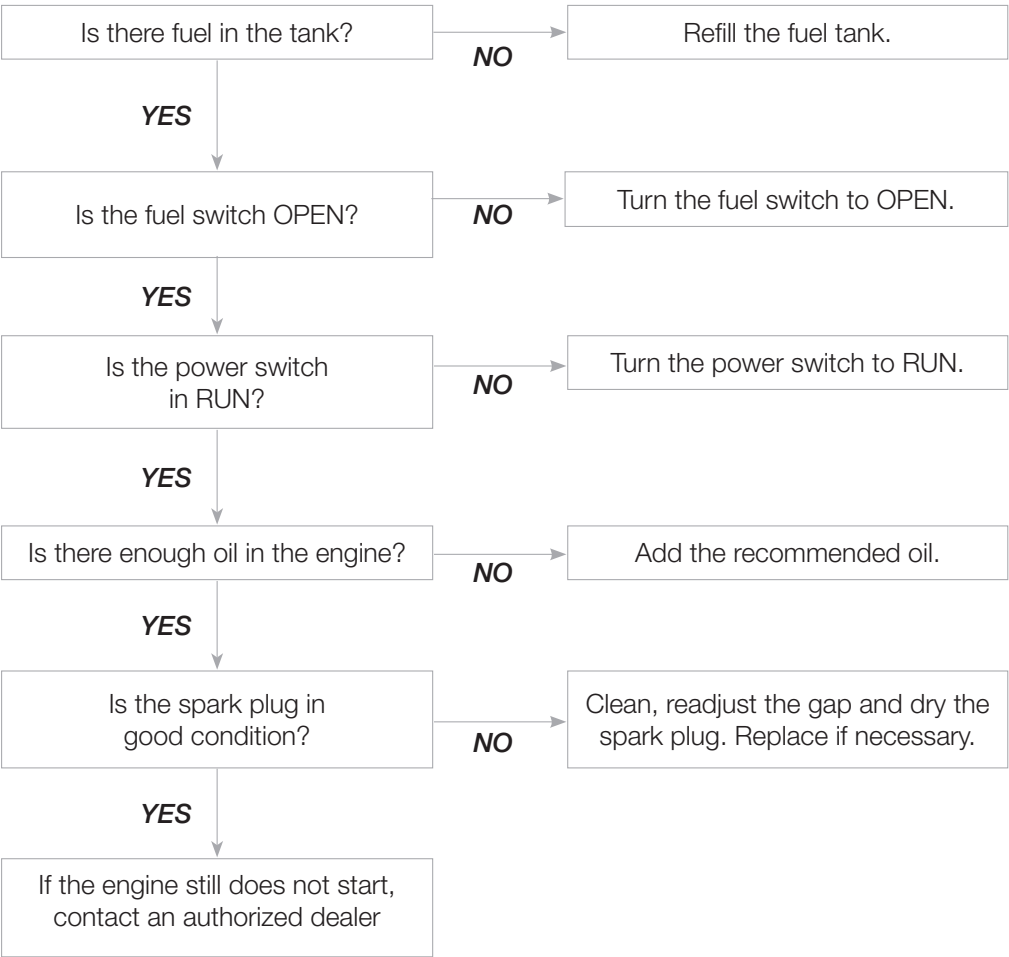 Is there fuel in the tank?
NO
Refill the fuel tank.
YES
Is the fuel switch OPEN?
NO
Turn the fuel switch to OPEN.
YES
Is the power switch
in RUN?
NO
Turn the power switch to RUN.
YES
Is there enough oil in the engine?
NO
Add the recommended oil.
YES
Is the spark plug in
good condition?
NO
Clean, readjust the gap and dry the
spark plug. Replace if necessary.
YES
If the engine still does not start,
contact an authorized dealer